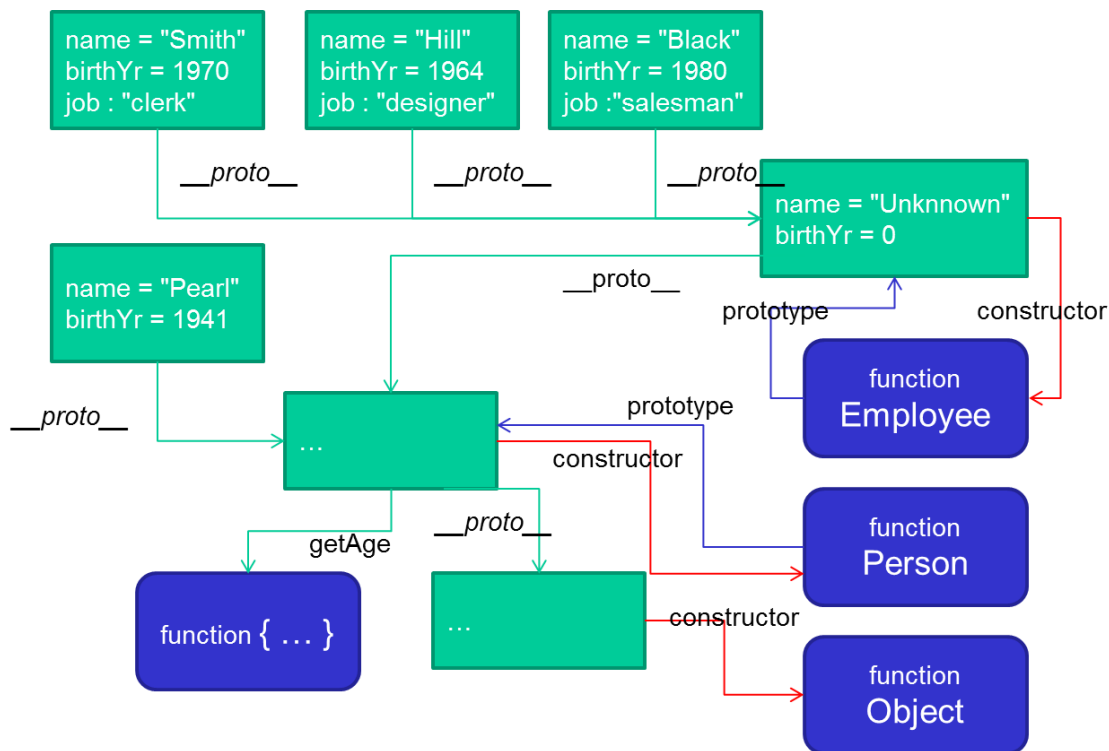 name = "Smith"
birthYr = 1970
job : "clerk"
name = "Hill"
birthYr = 1964
job : "designer"
name = "Black"
birthYr = 1980
job :"salesman"
__proto__
__proto__
__proto__
name = "Unknnown"
birthYr = 0
name = "Pearl"
birthYr = 1941
__proto__
prototype
constructor
function
Employee
__proto__
...
prototype
constructor
function
Person
getAge
__proto__
function { ... }
...
constructor
function
Object